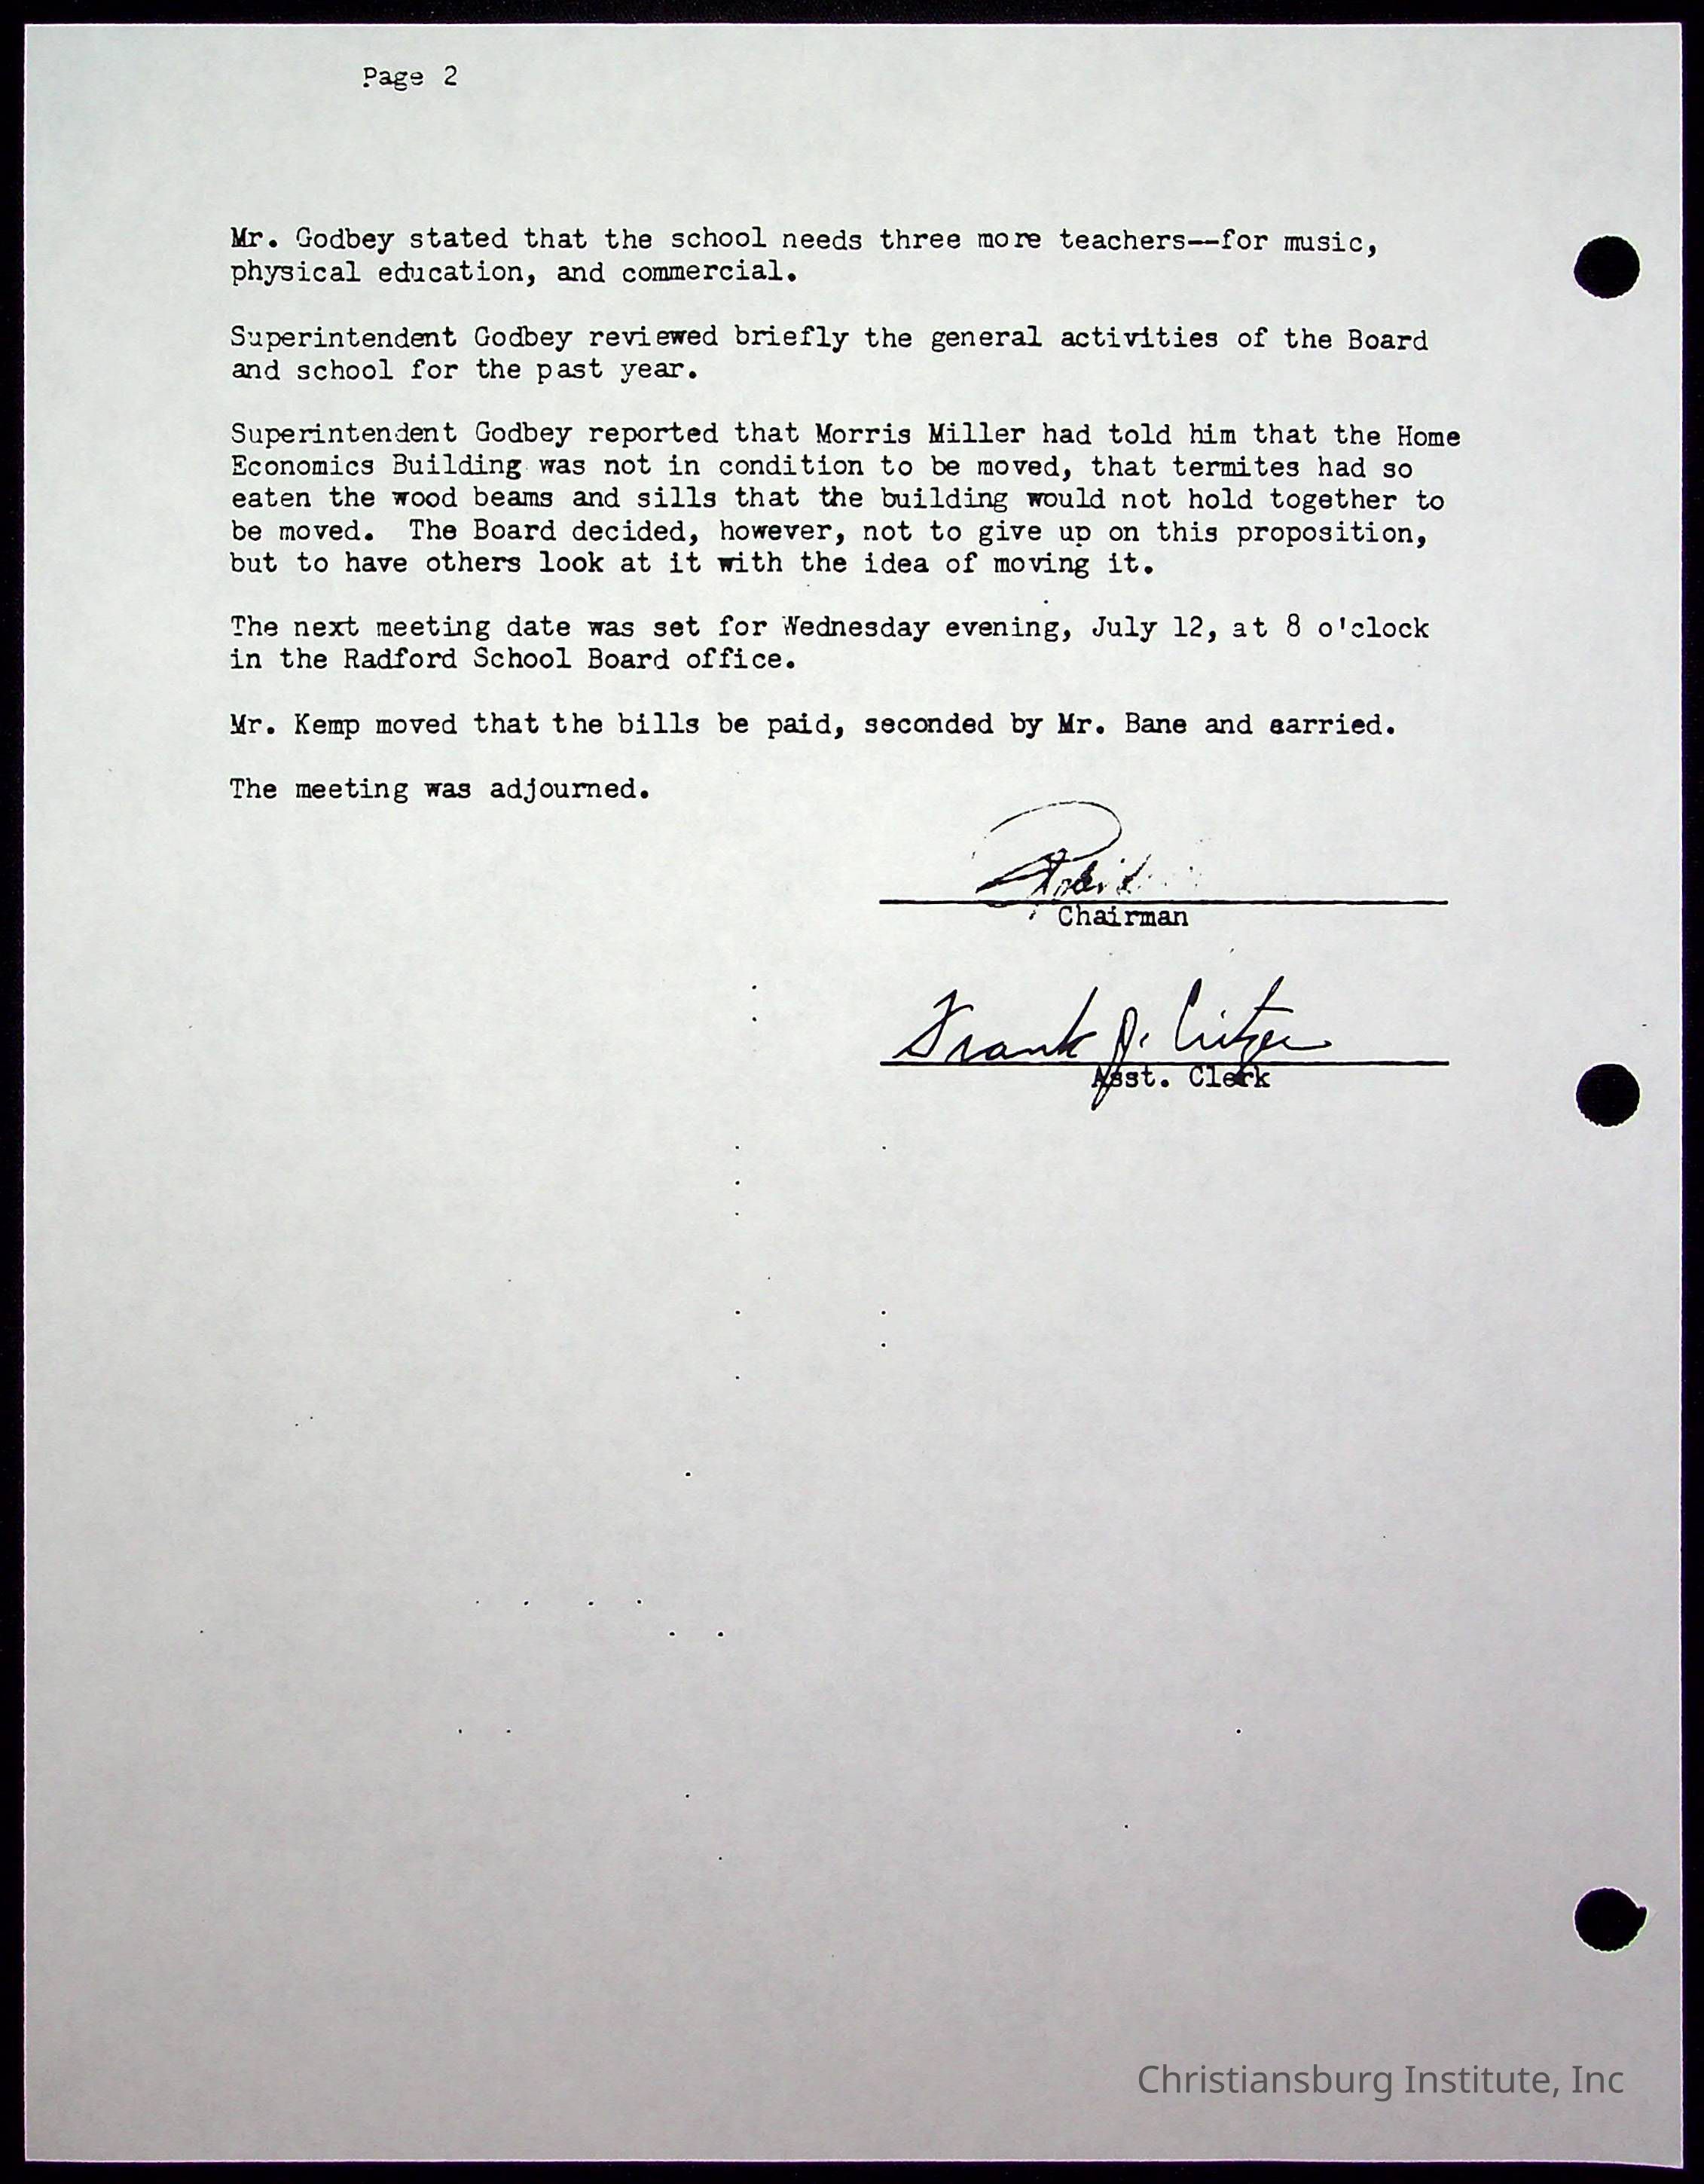 Page 2
Mr. Godbey stated that the school needs three more teachers--for music,
physical education, and commercial.
Superintendent Godbey reviewed briefly the general activities of the Board
and school for the past year.
Superintendent Godbey reported that Morris Miller had told him that the Home
Economics Building was not in condition to be moved, that termites had so
eaten the wood beams and sills that the building would not hold together to
be moved.  The Board decided, however, not to give up on this proposition,
but to have others look at it with the idea of moving it.
The next meeting date was set for Wednesday evening, July 12, at 8 o'clock
in the Radford School Board office.
Mr. Kemp moved that the bills be paid, seconded by Mr. Bane and sarried.
The meeting was adjourned.
Chairman
Frank J. Critzer
Asst. Clerk
Christiansburg Institute, Inc